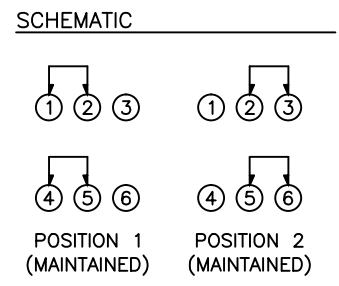 SCHEMATIC
1 2 3 1 2 3
4 5 6 4 5 6
POSITION 1 POSITION 2
(MAINTAINED) (MAINTAINED)